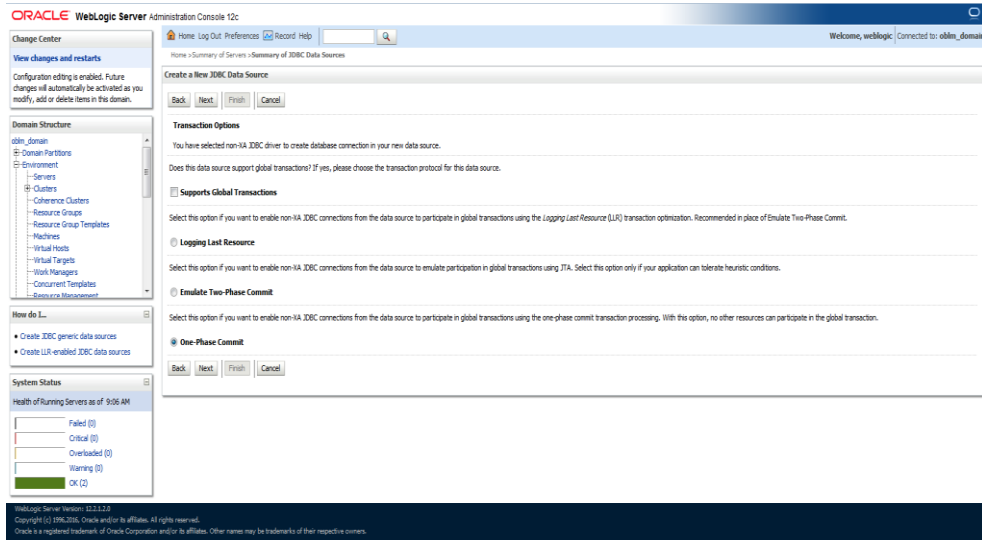 ORACLE WebLogic Server Administration Console 12c
Change Center
View changes and restarts
Configuration editing is enabled. Future
changes will automatically be activated as you
modify, add or delete items in this domain.
Domain Structure
oblm_domain
Domain Partitions
Environment
Servers
Clusters
Coherence Clusters
Resource Groups
Resource Group Templates
Machines
Virtual Hosts
Virtual Targets
Work Managers
Concurrent Templates
Resource Management
How do I...
Create JDBC generic data sources
Create LLR-enabled JDBC data sources
System Status
Health of Running Servers as of 9:06 AM
Failed (0)
Critical (0)
Overloaded (0)
Warning (0)
OK (2)
Home Log Out Preferences Record Help
Welcome, weblogic Connected to: oblm_domain
Home >Summary of Servers >Summary of JDBC Data Sources
Create a New JDBC Data Source
Back Next Finish Cancel
Transaction Options
You have selected non-XA JDBC driver to create database connection in your new data source.
Does this data source support global transactions? If yes, please choose the transaction protocol for this data source.
Supports Global Transactions
Select this option if you want to enable non-XA JDBC connections from the data source to participate in global transactions using the Logging Last Resource (LLR) transaction optimization. Recommended in place of Emulate Two-Phase Commit.
Logging Last Resource
Select this option if you want to enable non-XA JDBC connections from the data source to emulate participation in global transactions using JTA. Select this option only if your application can tolerate heuristic conditions.
Emulate Two-Phase Commit
Select this option if you want to enable non-XA JDBC connections from the data source to participate in global transactions using the one-phase commit transaction processing. With this option, no other resources can participate in the global transaction.
One-Phase Commit
Back Next Finish Cancel
WebLogic Server Version: 12.2.1.2.0
Copyright (c) 1996,2016, Oracle and/or its affiliates. All rights reserved.
Oracle is a registered trademark of Oracle Corporation and/or its affiliates. Other names may be trademarks of their respective owners.